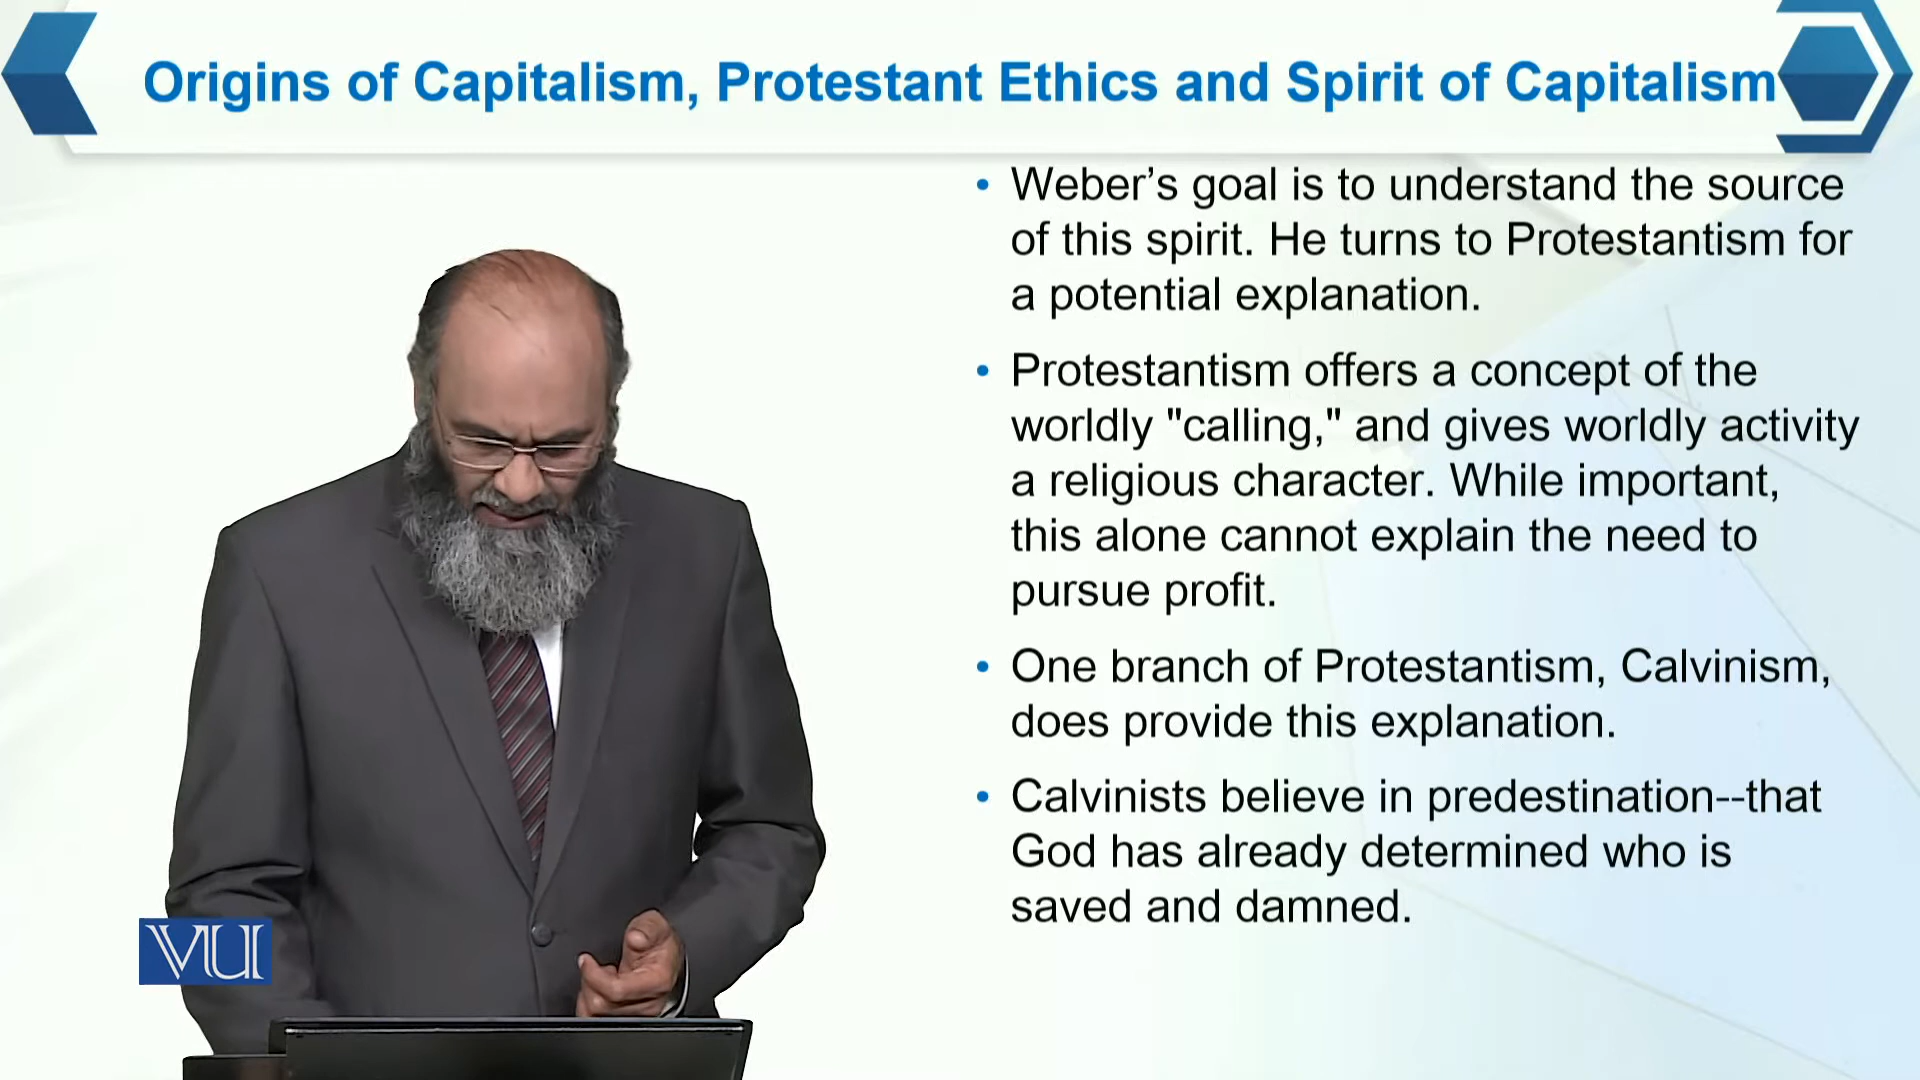 Origins of Capitalism, Protestant Ethics and Spirit of Capitalism
• Weber’s goal is to understand the source
of this spirit. He turns to Protestantism for
a potential explanation.
• Protestantism offers a concept of the
worldly "calling," and gives worldly activity
a religious character. While important,
this alone cannot explain the need to
pursue profit.
• One branch of Protestantism, Calvinism,
does provide this explanation.
• Calvinists believe in predestination--that
God has already determined who is
saved and damned.
VU